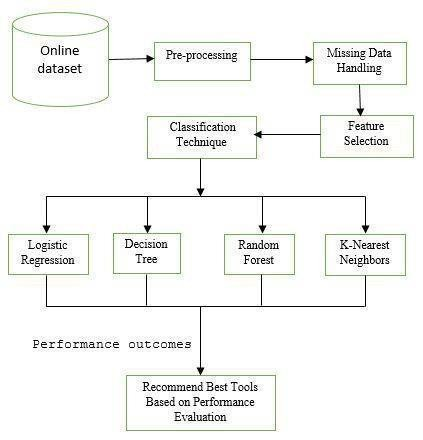 Online
dataset
Pre-processing
Missing Data
Handling
Classification
Technique
Feature
Selection
Logistic
Regression
Decision
Tree
Random
Forest
K-Nearest
Neighbors
Performance outcomes
Recommend Best Tools
Based on Performance
Evaluation